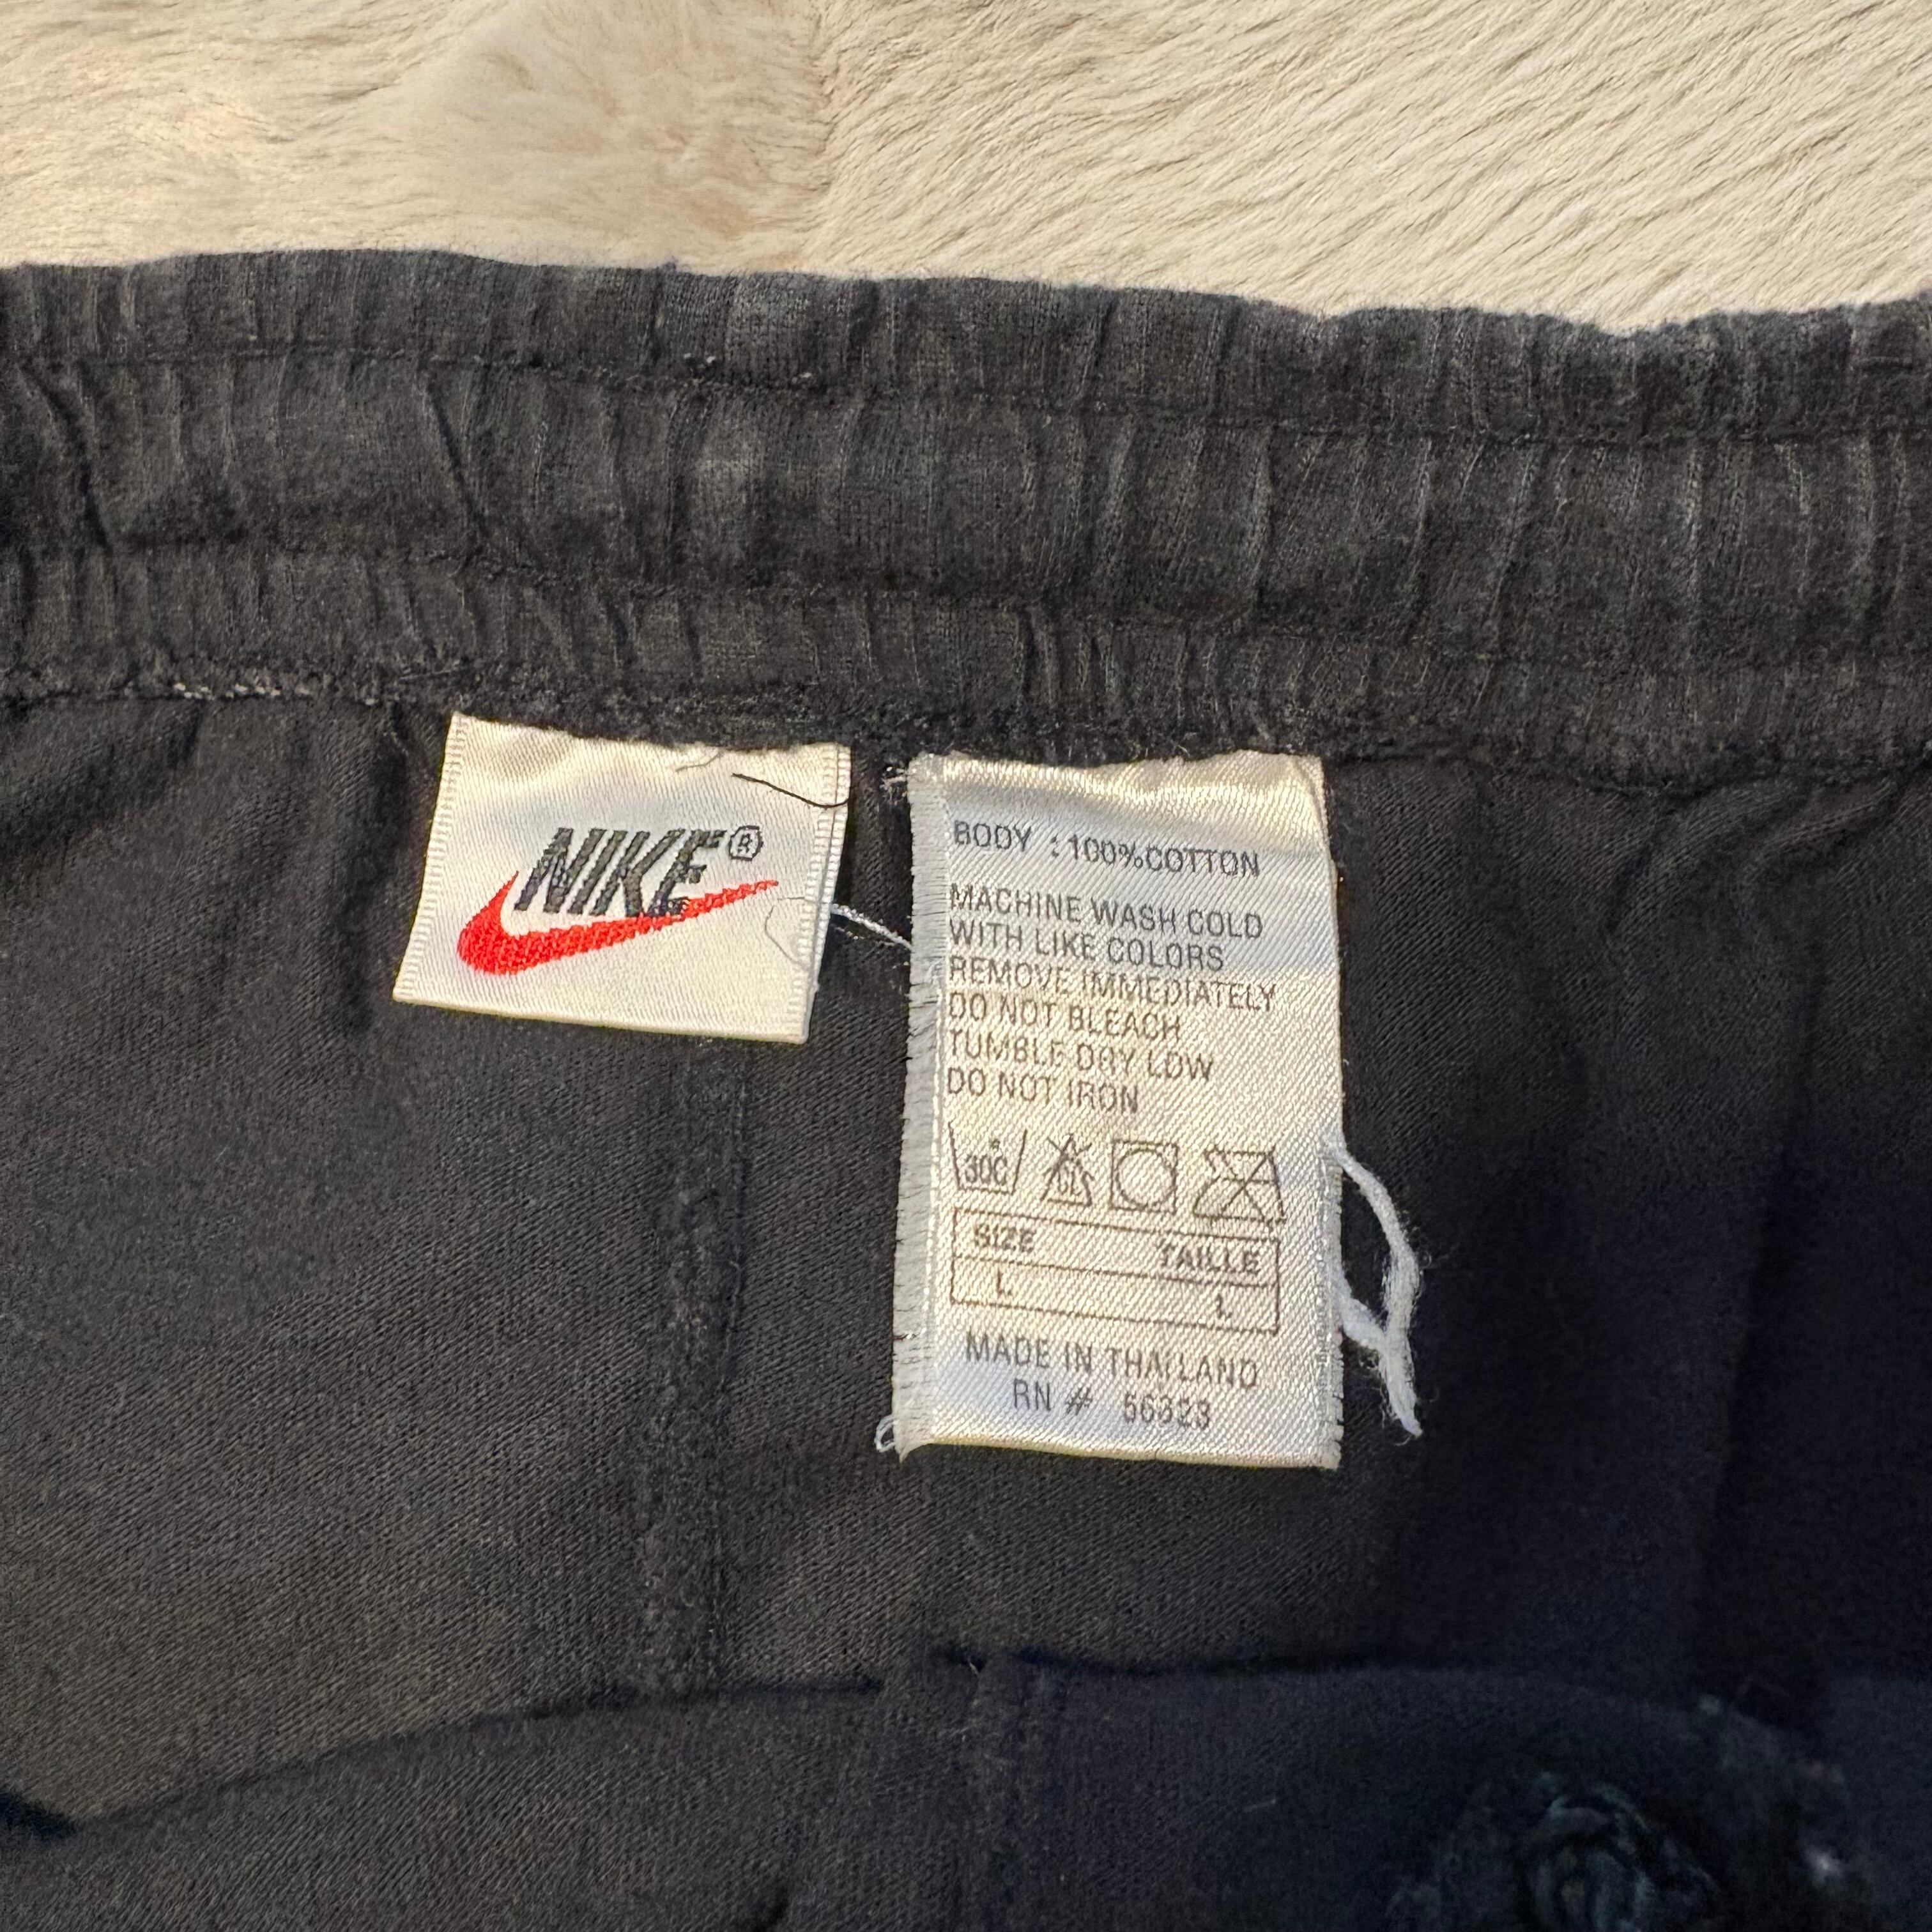 NIKE®
BODY : 100%COTTON
MACHINE WASH COLD
WITH LIKE COLORS
REMOVE IMMEDIATELY
DO NOT BLEACH
TUMBLE DRY LOW
DO NOT IRON
30C CL
SIZE TAILLE
L L
MADE IN THAILAND
RN # 56323